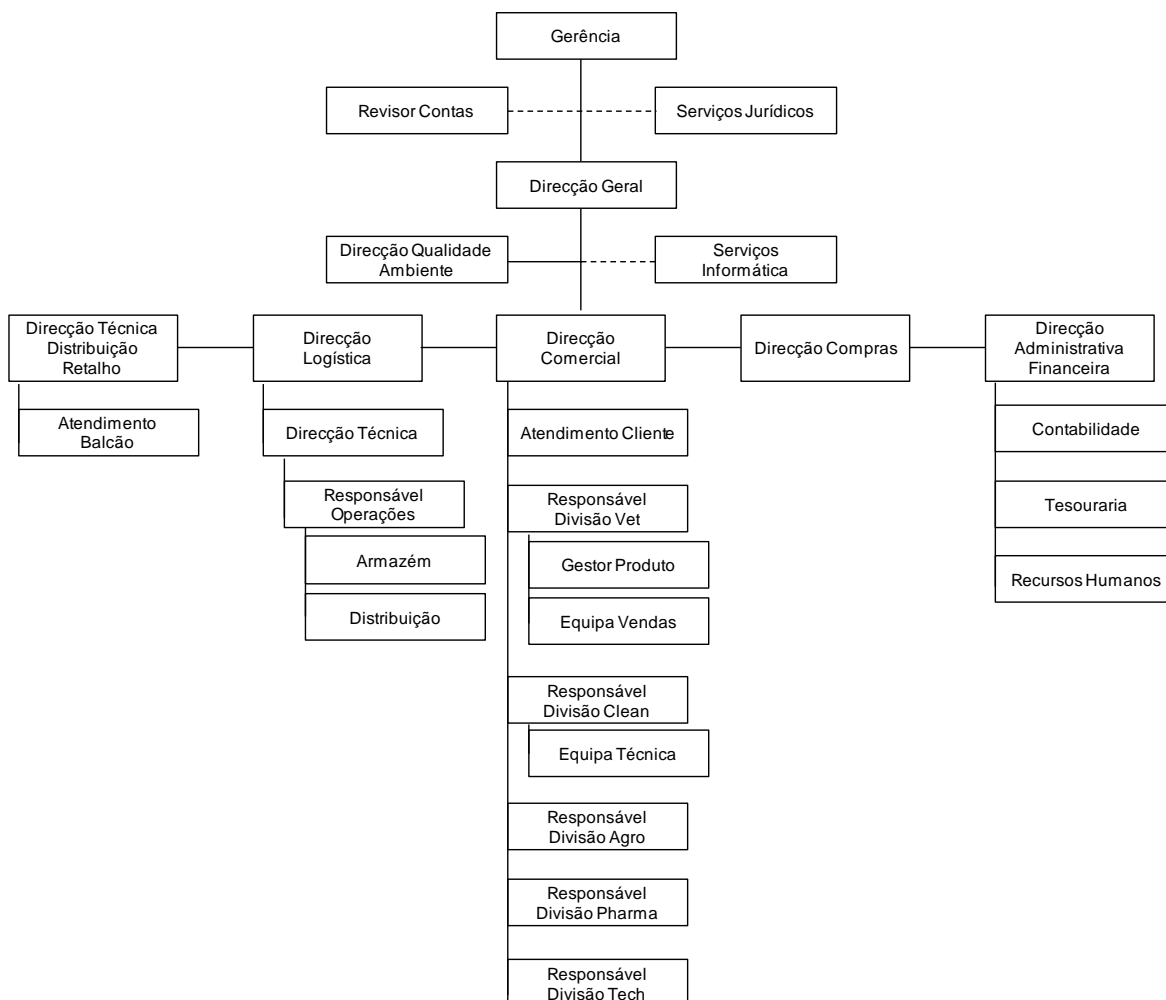 Gerência
Revisor Contas
Serviços Jurídicos
Direcção Geral
Direcção Qualidade
Ambiente
Serviços
Informática
Direcção Técnica
Distribuição
Retalho
Direcção
Logística
Direcção
Comercial
Direcção Compras
Direcção
Administrativa
Financeira
Atendimento
Balcão
Direcção Técnica
Responsável
Operações
Armazém
Distribuição
Atendimento Cliente
Responsável
Divisão Vet
Gestor Produto
Equipa Vendas
Responsável
Divisão Clean
Equipa Técnica
Responsável
Divisão Agro
Responsável
Divisão Pharma
Responsável
Divisão Tech
Contabilidade
Tesouraria
Recursos Humanos